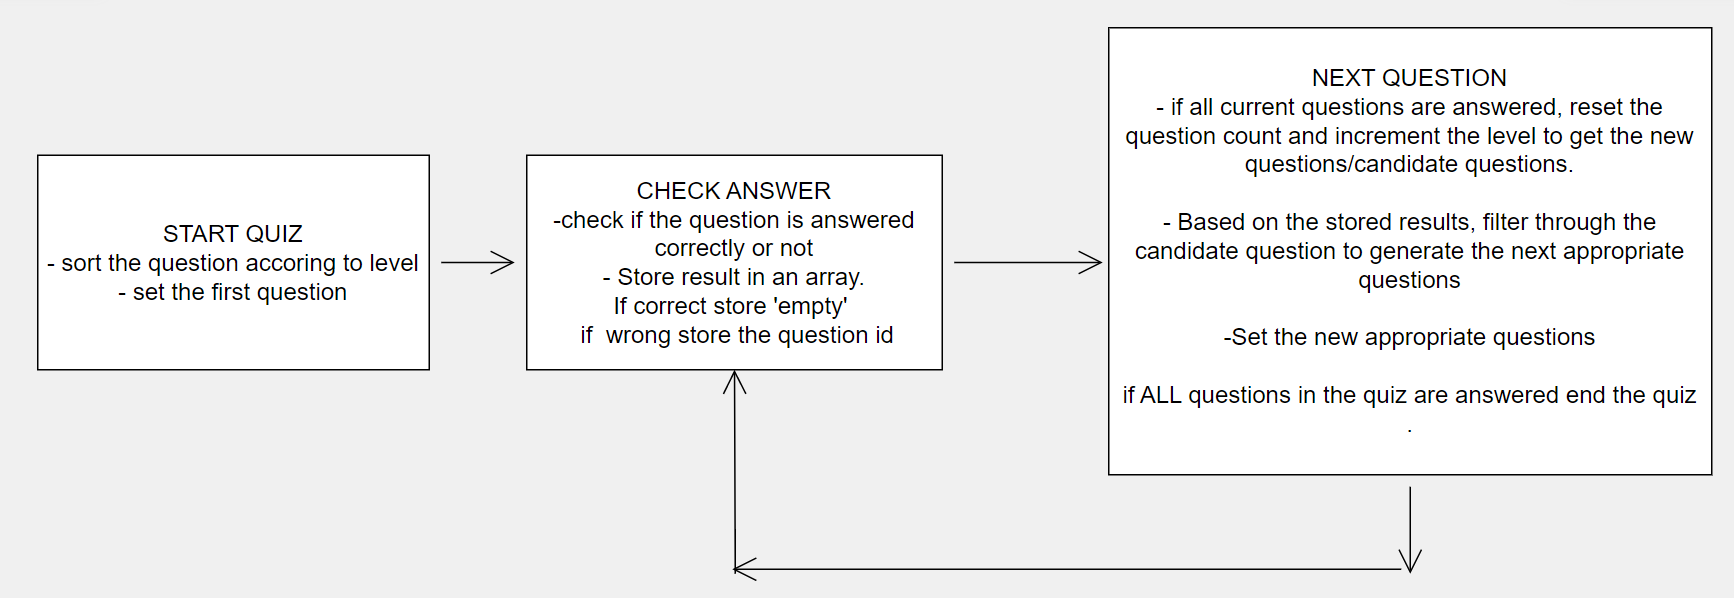 START QUIZ
- sort the question accoring to level
- set the first question
CHECK ANSWER
-check if the question is answered
correctly or not
- Store result in an array.
If correct store 'empty'
if  wrong store the question id
NEXT QUESTION
- if all current questions are answered, reset the
question count and increment the level to get the new
questions/candidate questions.
- Based on the stored results, filter through the
candidate question to generate the next appropriate
questions
-Set the new appropriate questions
if ALL questions in the quiz are answered end the quiz
.